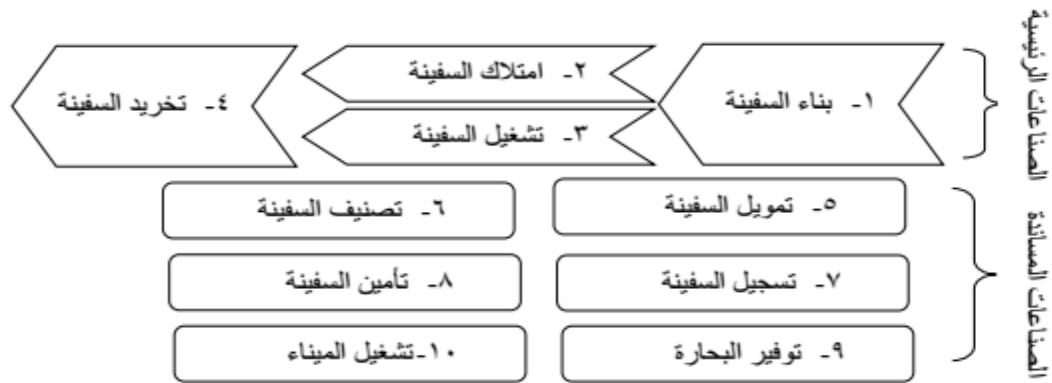 الصناعات الرئيسية
١- بناء السفينة
٢- امتلاك السفينة
٣- تشغيل السفينة
٤- تخريد السفينة
الصناعات المساندة
٥- تمويل السفينة
٦- تصنيف السفينة
٧- تسجيل السفينة
٨- تأمين السفينة
٩- توفير البحارة
١٠-تشغيل الميناء